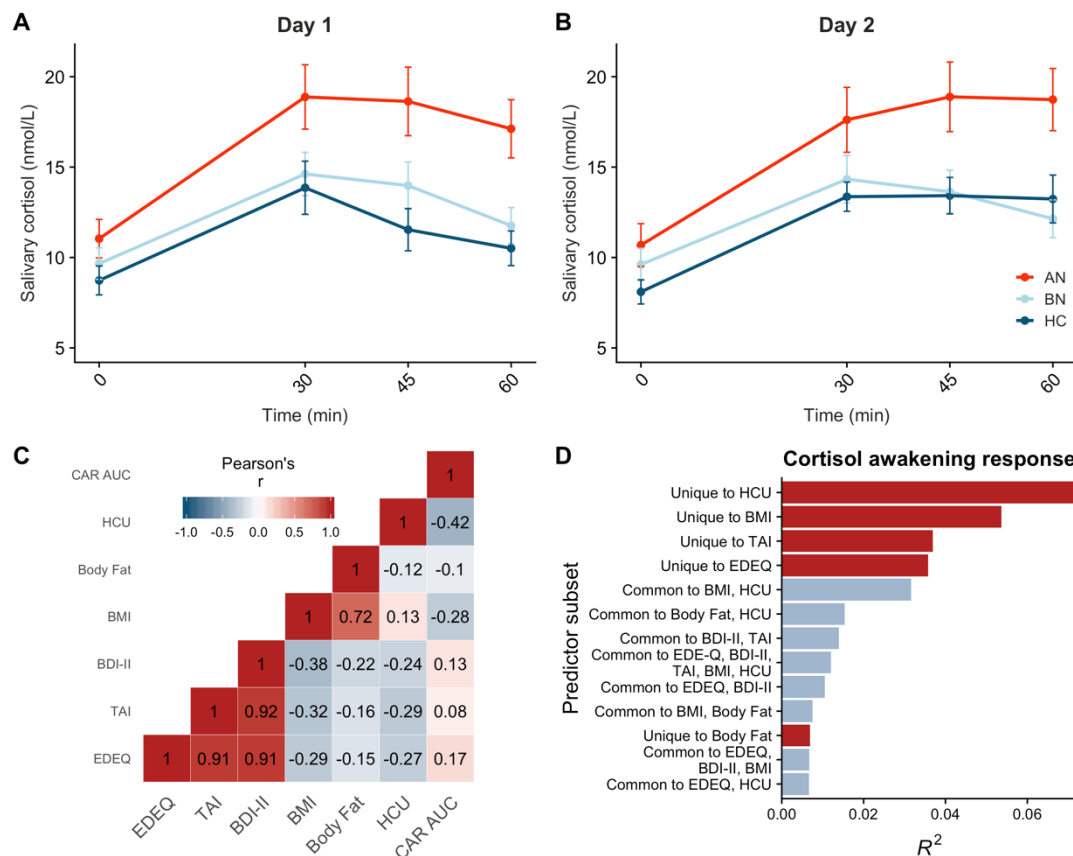 A
Day 1
Salivary cortisol (nmol/L)
20
15
10
5
0
30
45
60
Time (min)
B
Day 2
Salivary cortisol (nmol/L)
20
15
10
5
0
30
45
60
Time (min)
AN
BN
HC
C
Pearson's
r
-1.0 -0.5 0.0 0.5 1.0
CAR AUC 1
HCU 1 -0.42
Body Fat 1 -0.12 -0.1
BMI 1 0.72 0.13 -0.28
BDI-II 1 -0.38 -0.22 -0.24 0.13
TAI 1 0.92 -0.32 -0.16 -0.29 0.08
EDEQ 1 0.91 0.91 -0.29 -0.15 -0.27 0.17
EDEQ
TAI
BDI-II
BMI
Body Fat
HCU
CAR AUC
D
Cortisol awakening response
Predictor subset
Unique to HCU
Unique to BMI
Unique to TAI
Unique to EDEQ
Common to BMI, HCU
Common to Body Fat, HCU
Common to BDI-II, TAI
Common to EDE-Q, BDI-II,
TAI, BMI, HCU
Common to EDEQ, BDI-II
Common to BMI, Body Fat
Unique to Body Fat
Common to EDEQ,
BDI-II, BMI
Common to EDEQ, HCU
0.00 0.02 0.04 0.06
R²